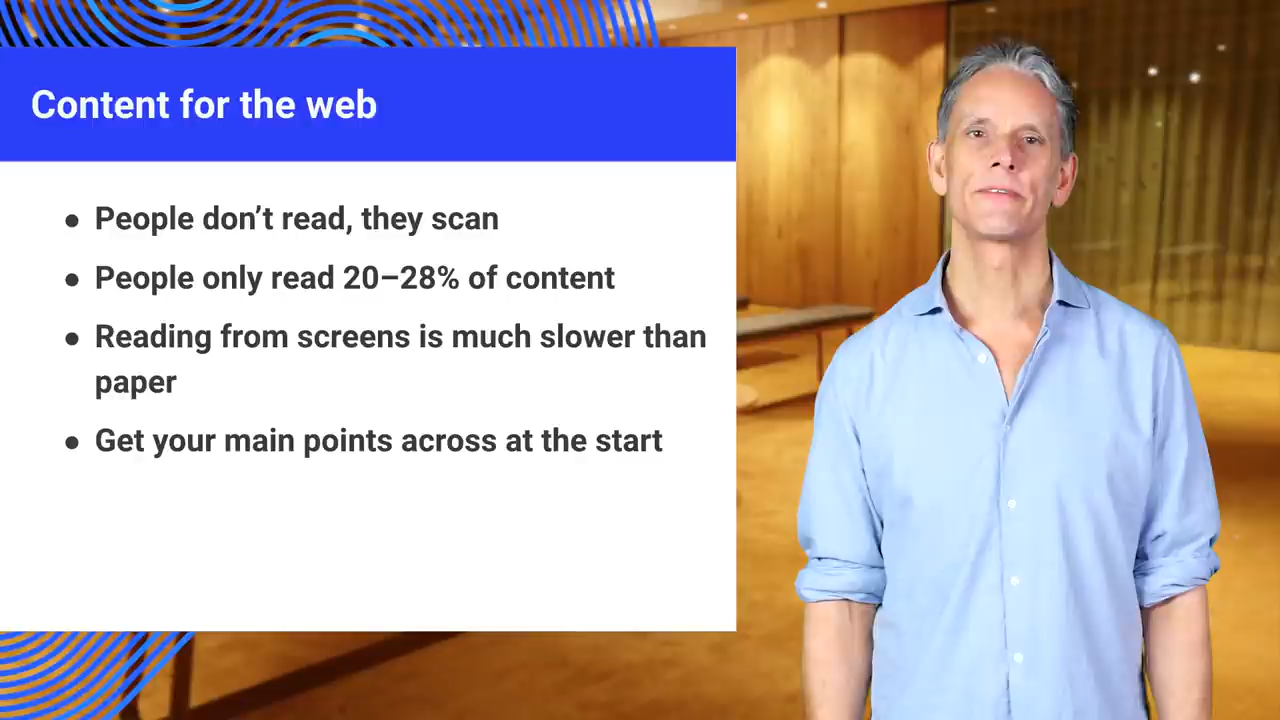 Content for the web
● People don’t read, they scan
● People only read 20–28% of content
● Reading from screens is much slower than
paper
● Get your main points across at the start